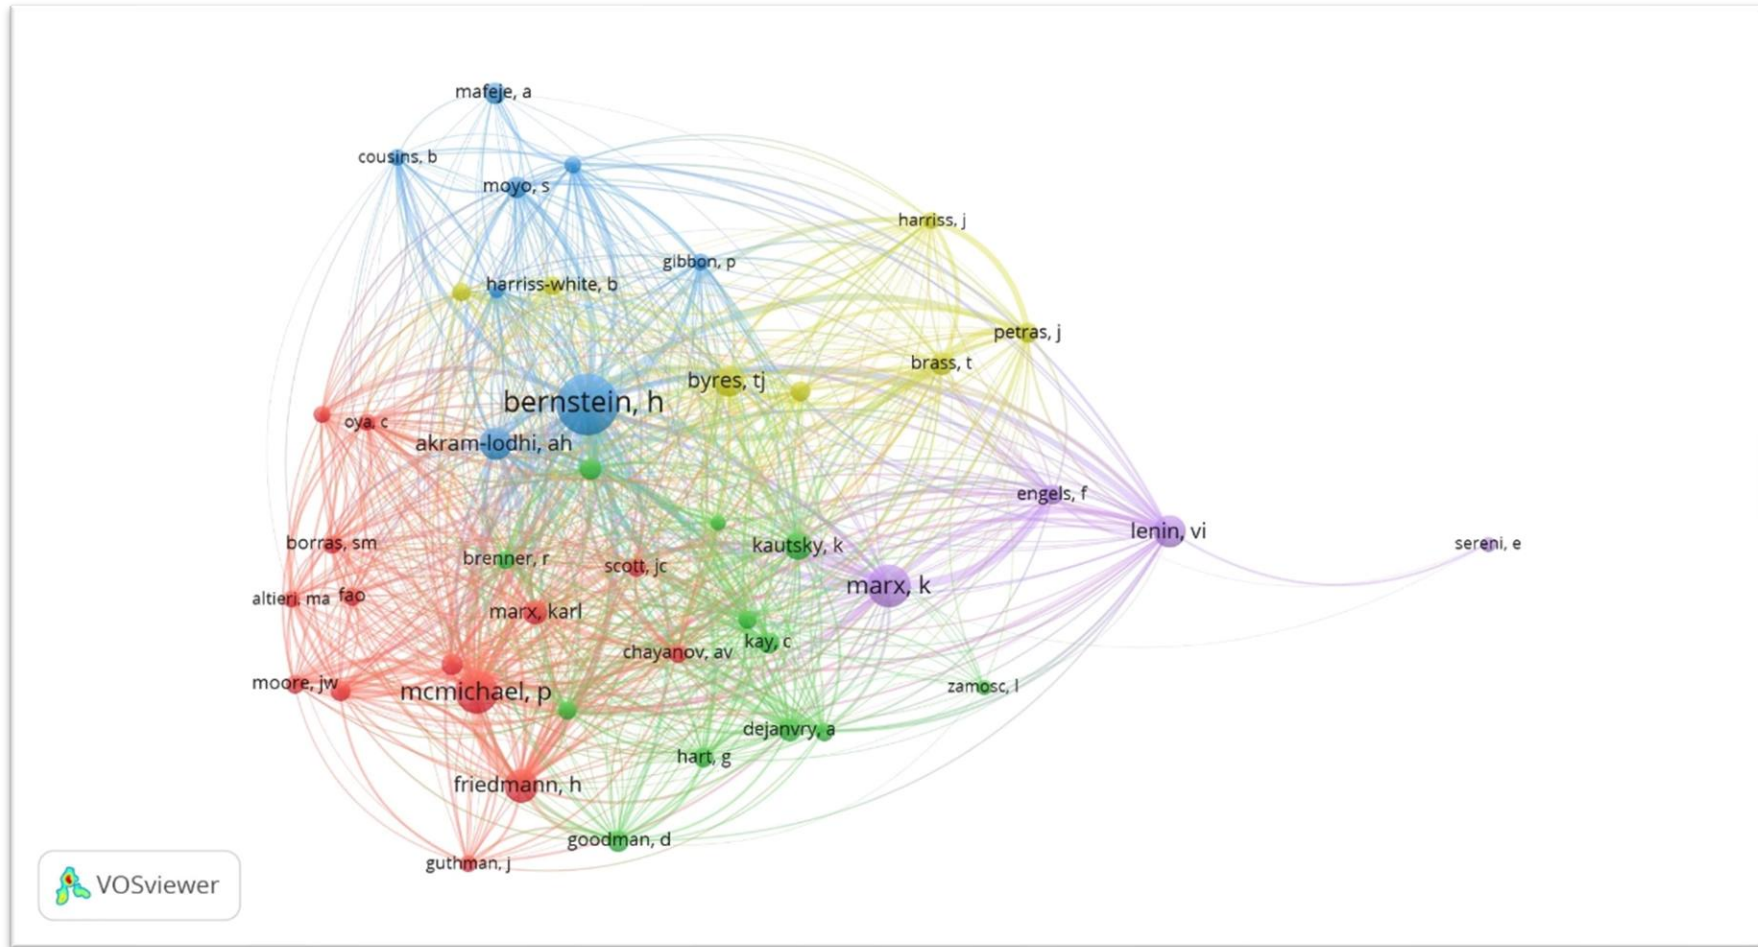 mafeje, a
cousins, b
moyo, s
harriss, j
gibbon, p
harriss-white, b
petras, j
brass, t
byres, tj
bernstein, h
oya, c
akram-lodhi, ah
engels, f
lenin, vi
borras, sm
kautsky, k
sereni, e
brenner, r
scott, jc
marx, k
altieri, ma
fao
marx, karl
kay, c
chayanov, av
moore, jw
zamosc, l
mcmichael, p
dejanvry, a
hart, g
friedmann, h
goodman, d
guthman, j
VOSviewer